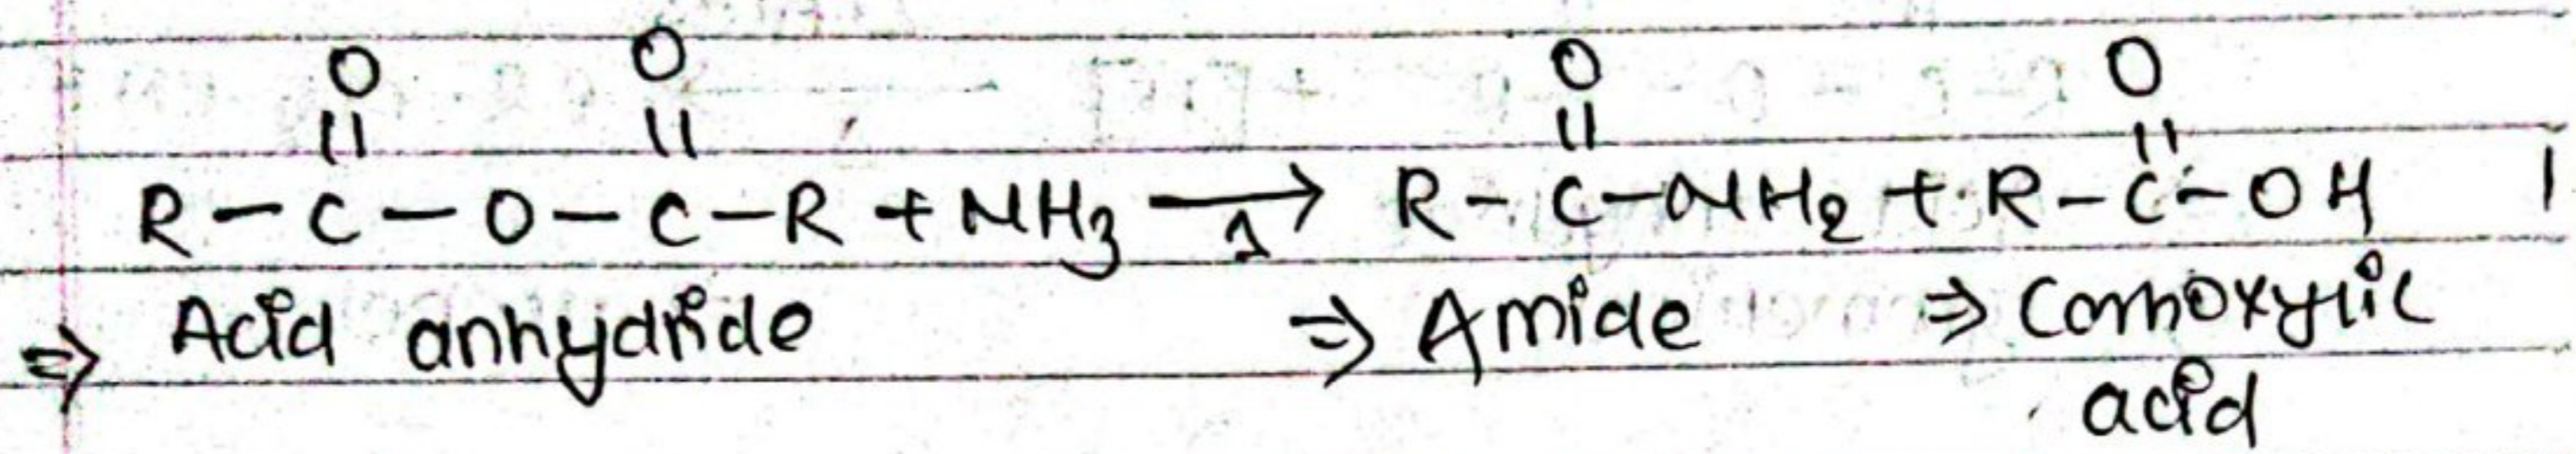 O O O O
|| || || ||
R-C-O-C-R + NH₃ →Δ R-C-NH₂ + R-C-OH
⇒ Acid anhydride ⇒ Amide ⇒ Carboxylic
acid